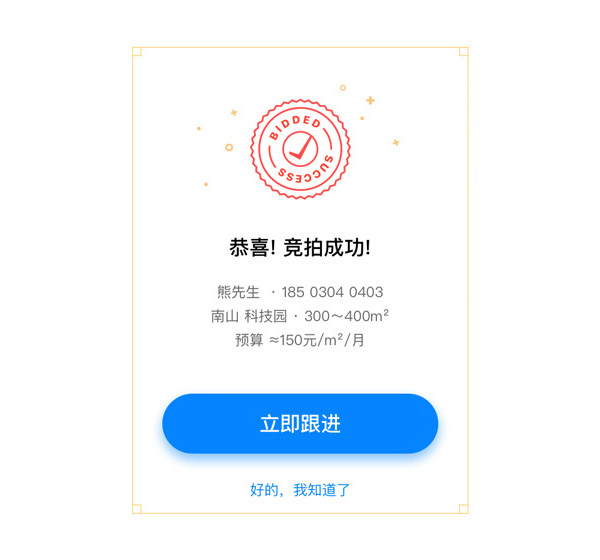 BIDDED
SUCCESS
恭喜! 竞拍成功!
熊先生 · 185 0304 0403
南山 科技园 · 300～400m²
预算 ≈150元/m²/月
立即跟进
好的，我知道了